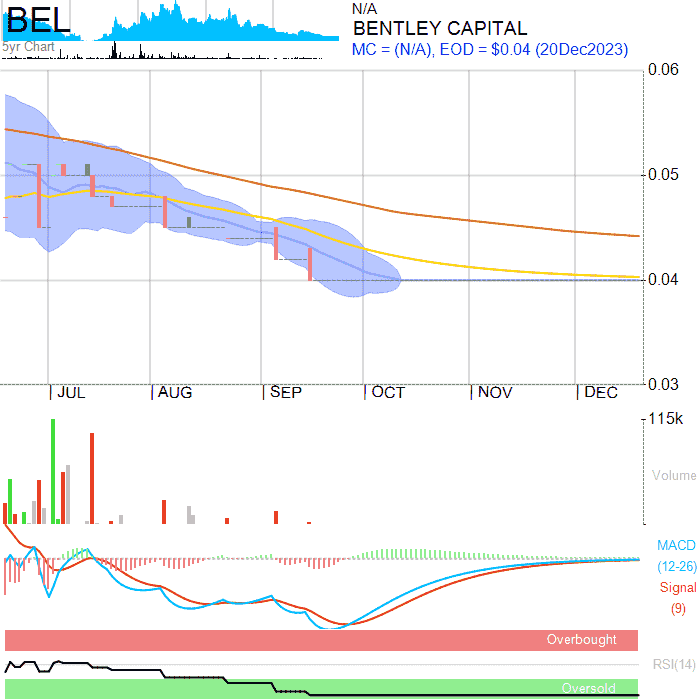 BEL
5yr Chart
N/A
BENTLEY CAPITAL
MC = (N/A), EOD = $0.04 (20Dec2023)
0.06
0.05
0.04
0.03
JUL AUG SEP OCT NOV DEC
115k
Volume
MACD
(12-26)
Signal
(9)
Overbought
RSI(14)
Oversold